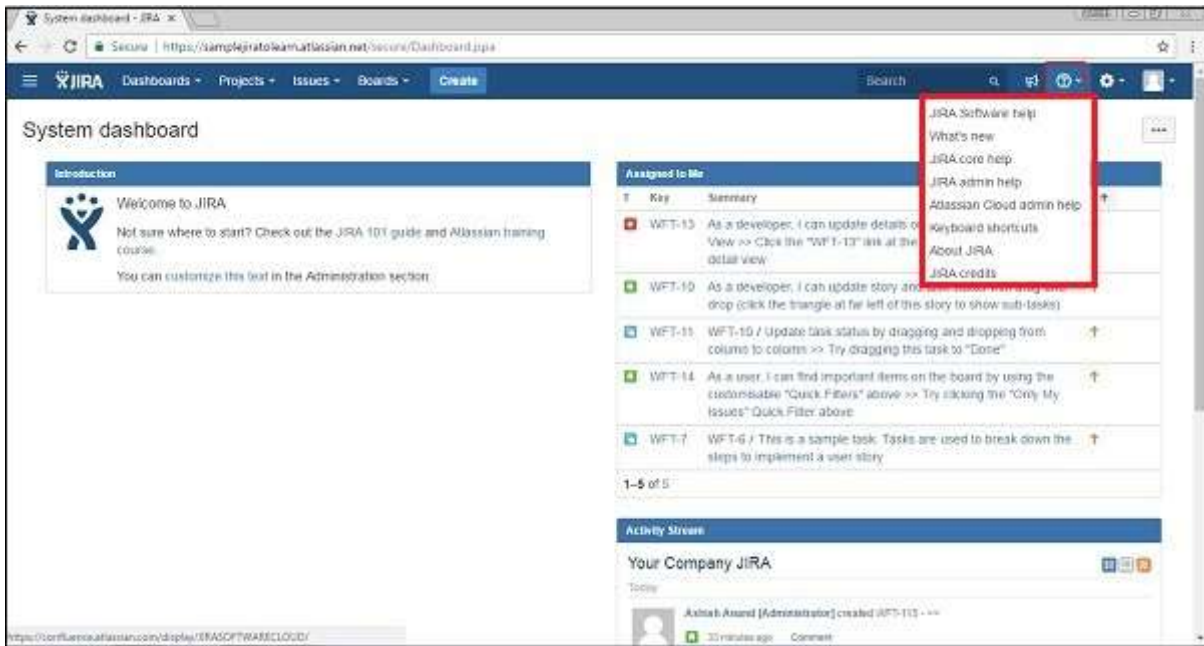 System dashboard - JIRA
Secure | https://samplejiratolearn.atlassian.net/secure/Dashboard.jspa
JIRA Dashboards Projects Issues Boards Create Search
System dashboard
Introduction
Welcome to JIRA
Not sure where to start? Check out the JIRA 101 guide and Atlassian training
course.
You can customize this text in the Administration section.
JIRA Software help
What's new
JIRA core help
JIRA admin help
Atlassian Cloud admin help
Keyboard shortcuts
About JIRA
JIRA credits
Assigned to Me
T Key Summary
WFT-13 As a developer, I can update details
View >> Click the "WFT-13" link at the
detail view
WFT-10 As a developer, I can update story and
drop (click the triangle at far left of this story to show sub-tasks)
WFT-11 WFT-10 / Update task status by dragging and dropping from
column to column >> Try dragging this task to "Done"
WFT-14 As a user, I can find important items on the board by using the
customisable "Quick Filters" above >> Try clicking the "Only My
Issues" Quick Filter above
WFT-7 WFT-6 / This is a sample task. Tasks are used to break down the
steps to implement a user story
1–5 of 5
Activity Stream
Your Company JIRA
Today
Ashish Anand [Administrator] created WFT-115 -
33 minutes ago Comment
https://confluence.atlassian.com/display/JIRASOFTWARECLOUD/